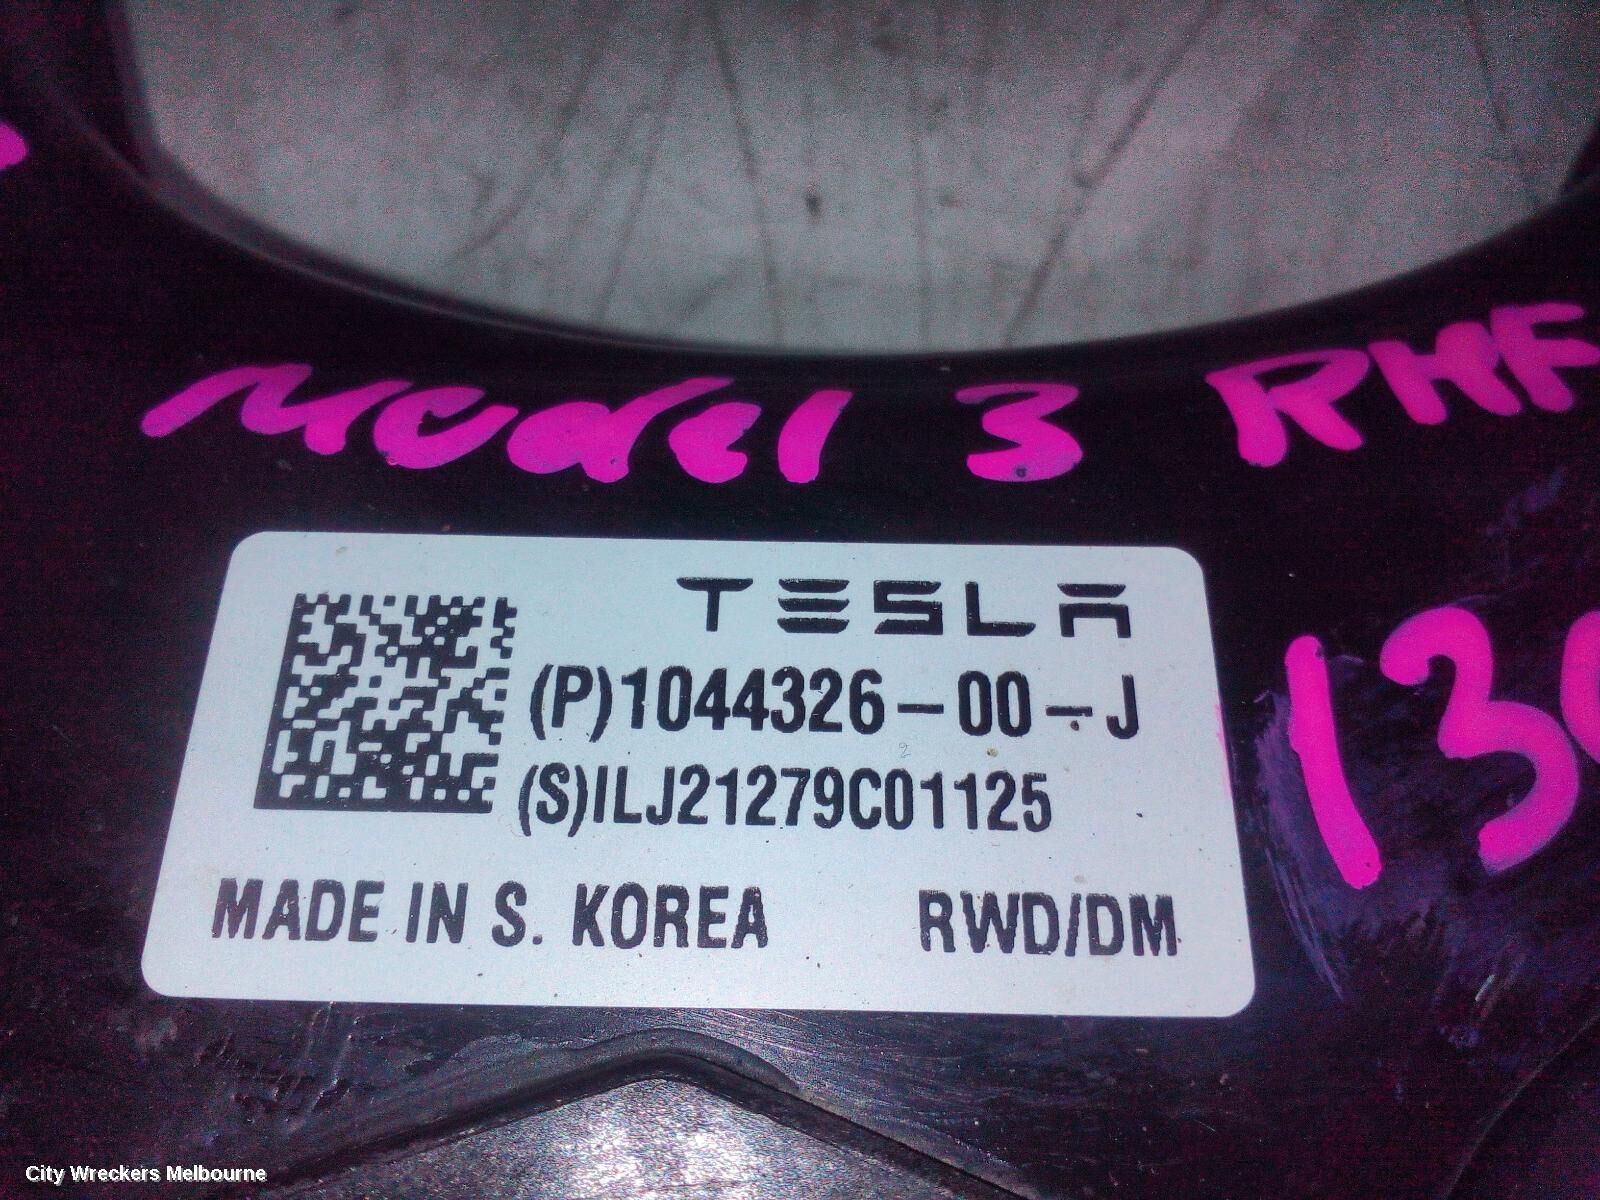 Model 3 RHF
TESLA
(P)1044326-00-J
(S)ILJ21279C01125
MADE IN S. KOREA RWD/DM
City Wreckers Melbourne